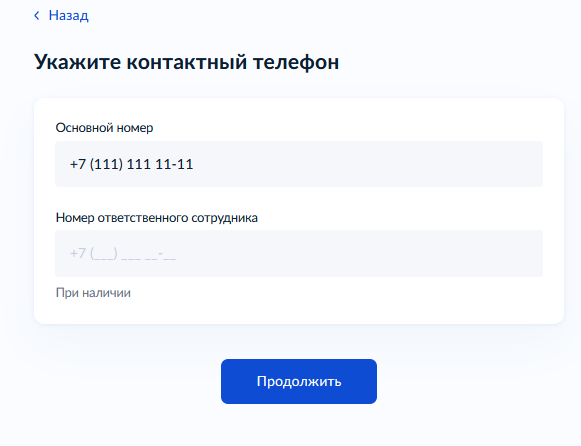 Назад
Укажите контактный телефон
Основной номер
+7 (111) 111 11-11
Номер ответственного сотрудника
+7 (___) ___ __-__
При наличии
Продолжить